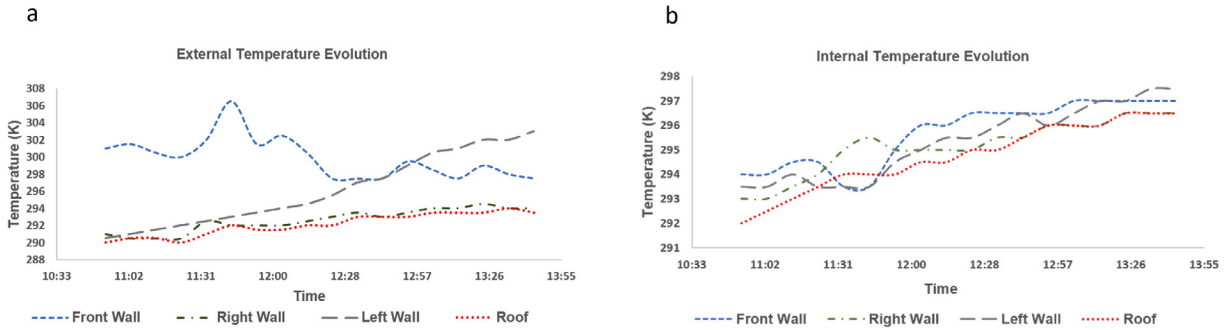 a
External Temperature Evolution
Temperature (K)
308
306
304
302
300
298
296
294
292
290
288
10:33 11:02 11:31 12:00 12:28 12:57 13:26 13:55
Time
Front Wall Right Wall Left Wall Roof
b
Internal Temperature Evolution
Temperature (K)
298
297
296
295
294
293
292
291
10:33 11:02 11:31 12:00 12:28 12:57 13:26 13:55
Time
Front Wall Right Wall Left Wall Roof